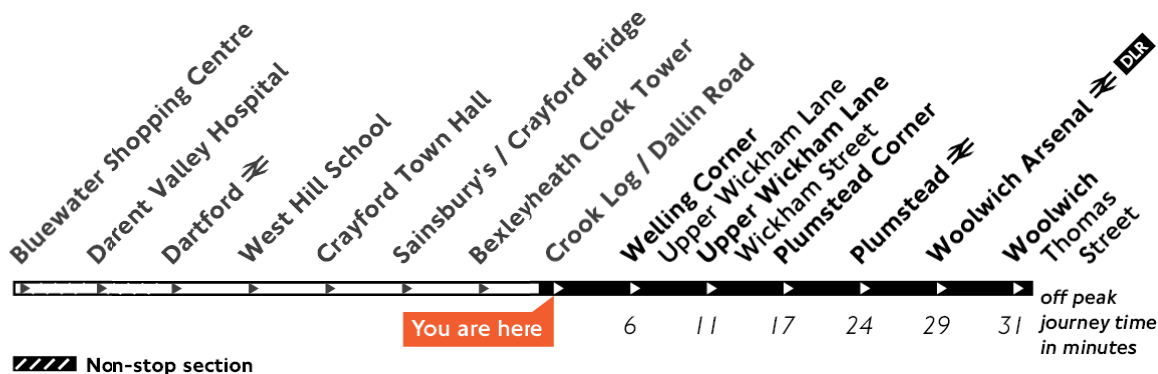 Bluewater Shopping Centre
Darent Valley Hospital
Dartford
West Hill School
Crayford Town Hall
Sainsbury's / Crayford Bridge
Bexleyheath Clock Tower
Crook Log / Dallin Road
Welling Corner
Upper Wickham Lane
Upper Wickham Lane
Wickham Street
Plumstead Corner
Plumstead
Woolwich Arsenal DLR
Woolwich
Thomas
Street
You are here
6 11 17 24 29 31
off peak
journey time
in minutes
Non-stop section